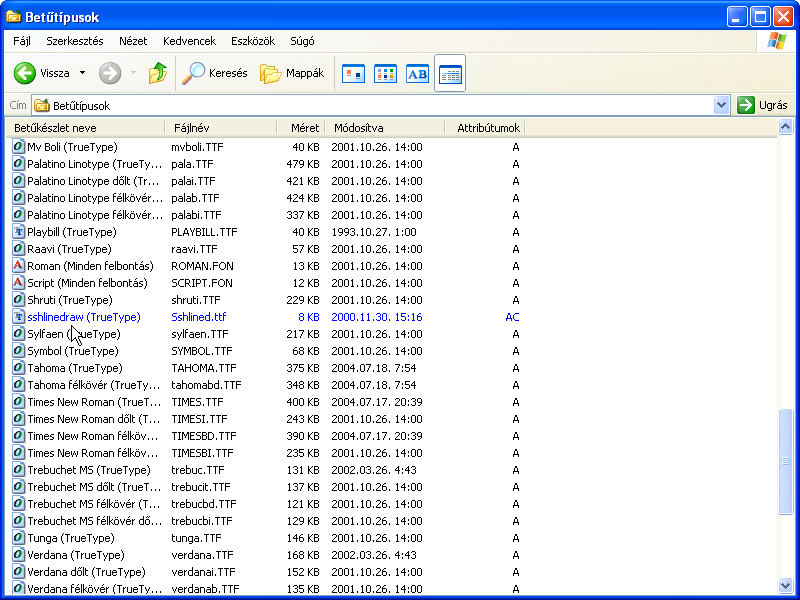 Betűtípusok
Fájl Szerkesztés Nézet Kedvencek Eszközök Súgó
Vissza Keresés Mappák AB
Cím Betűtípusok Ugrás
Betűkészlet neve Fájlnév Méret Módosítva Attribútumok
Mv Boli (TrueType) mvboli.TTF 40 KB 2001.10.26. 14:00 A
Palatino Linotype (TrueTy... pala.TTF 479 KB 2001.10.26. 14:00 A
Palatino Linotype dőlt (Tr... palai.TTF 421 KB 2001.10.26. 14:00 A
Palatino Linotype félkövér... palab.TTF 424 KB 2001.10.26. 14:00 A
Palatino Linotype félkövér... palabi.TTF 337 KB 2001.10.26. 14:00 A
Playbill (TrueType) PLAYBILL.TTF 40 KB 1993.10.27. 1:00 A
Raavi (TrueType) raavi.TTF 57 KB 2001.10.26. 14:00 A
Roman (Minden felbontás) ROMAN.FON 13 KB 2001.10.26. 14:00 A
Script (Minden felbontás) SCRIPT.FON 12 KB 2001.10.26. 14:00 A
Shruti (TrueType) shruti.TTF 229 KB 2001.10.26. 14:00 A
sshlinedraw (TrueType) Sshlined.ttf 8 KB 2000.11.30. 15:16 AC
Sylfaen (TrueType) sylfaen.TTF 217 KB 2001.10.26. 14:00 A
Symbol (TrueType) SYMBOL.TTF 68 KB 2001.10.26. 14:00 A
Tahoma (TrueType) TAHOMA.TTF 375 KB 2004.07.18. 7:54 A
Tahoma félkövér (TrueTy... tahomabd.TTF 348 KB 2004.07.18. 7:54 A
Times New Roman (TrueT... TIMES.TTF 400 KB 2004.07.17. 20:39 A
Times New Roman dőlt (T... TIMESI.TTF 243 KB 2001.10.26. 14:00 A
Times New Roman félköv... TIMESBD.TTF 390 KB 2004.07.17. 20:39 A
Times New Roman félköv... TIMESBI.TTF 235 KB 2001.10.26. 14:00 A
Trebuchet MS (TrueType) trebuc.TTF 131 KB 2002.03.26. 4:43 A
Trebuchet MS dőlt (TrueT... trebucit.TTF 137 KB 2001.10.26. 14:00 A
Trebuchet MS félkövér (T... trebucbd.TTF 121 KB 2001.10.26. 14:00 A
Trebuchet MS félkövér dő... trebucbi.TTF 129 KB 2001.10.26. 14:00 A
Tunga (TrueType) tunga.TTF 146 KB 2001.10.26. 14:00 A
Verdana (TrueType) verdana.TTF 168 KB 2002.03.26. 4:43 A
Verdana dőlt (TrueType) verdanai.TTF 152 KB 2001.10.26. 14:00 A
Verdana félkövér (TrueTy... verdanab.TTF 135 KB 2001.10.26. 14:00 A